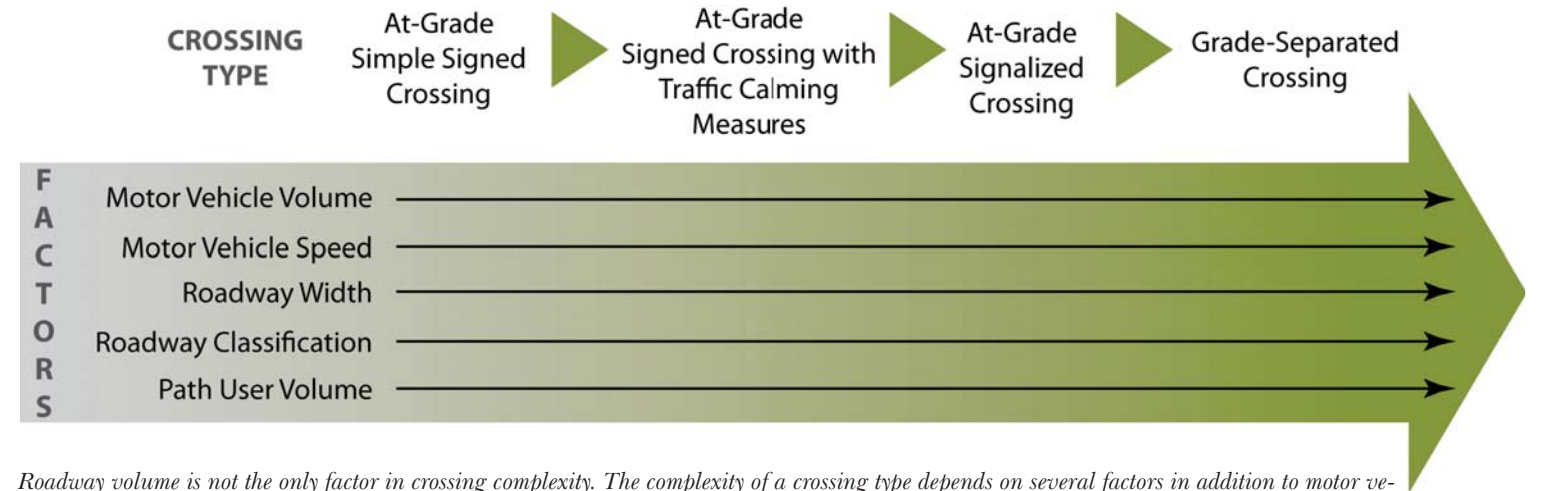 CROSSING
TYPE
At-Grade
Simple Signed
Crossing
At-Grade
Signed Crossing with
Traffic Calming
Measures
At-Grade
Signalized
Crossing
Grade-Separated
Crossing
FACTORS
Motor Vehicle Volume
Motor Vehicle Speed
Roadway Width
Roadway Classification
Path User Volume
Roadway volume is not the only factor in crossing complexity. The complexity of a crossing type depends on several factors in addition to motor ve-